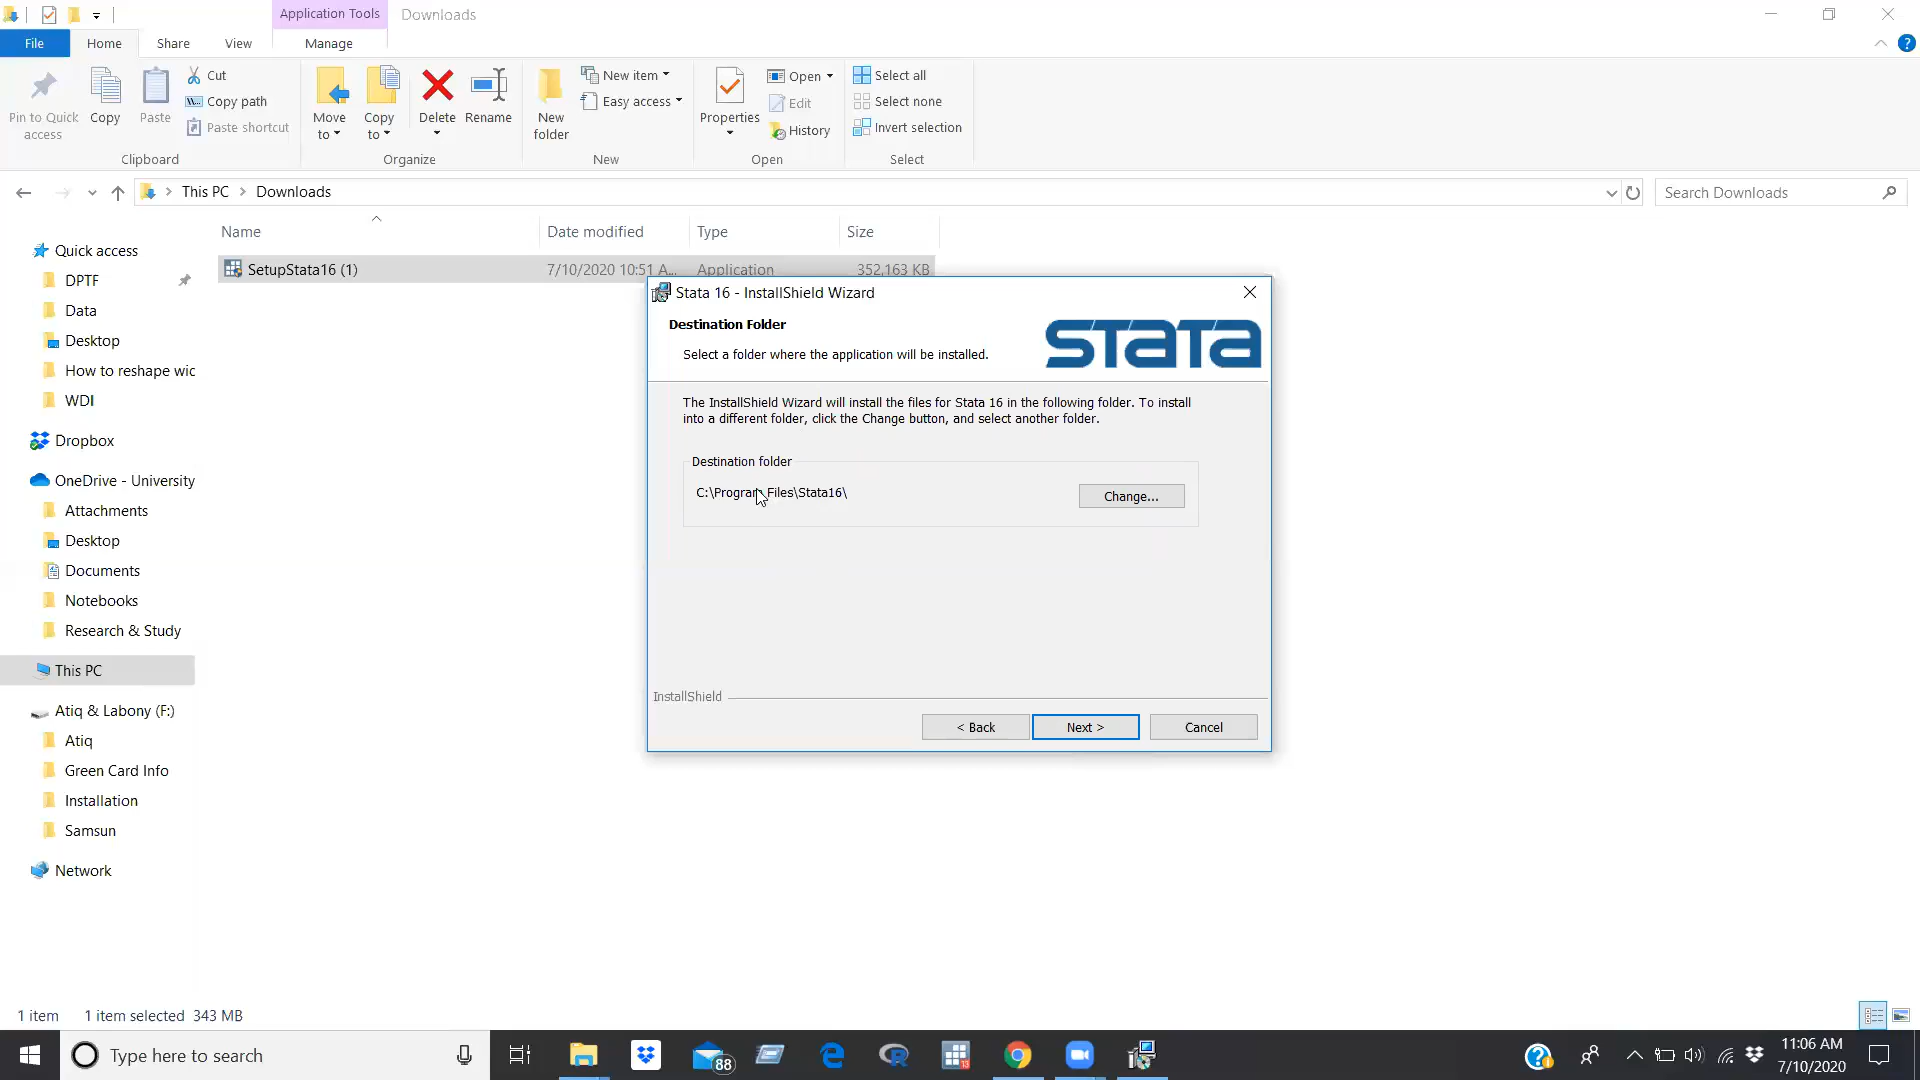 Application Tools
Downloads
File
Home
Share
View
Manage
Pin to Quick
access
Copy
Paste
Cut
Copy path
Paste shortcut
Clipboard
Move
to
Copy
to
Delete
Rename
Organize
New
folder
New item
Easy access
New
Properties
Open
Edit
History
Open
Select all
Select none
Invert selection
Select
This PC
Downloads
Search Downloads
Name
Date modified
Type
Size
SetupStata16 (1)
7/10/2020 10:51 A...
Application
352,163 KB
Quick access
DPTF
Data
Desktop
How to reshape wic
WDI
Dropbox
OneDrive - University
Attachments
Desktop
Documents
Notebooks
Research & Study
This PC
Atiq & Labony (F:)
Atiq
Green Card Info
Installation
Samsun
Network
Stata 16 - InstallShield Wizard
Destination Folder
Select a folder where the application will be installed.
STATA
The InstallShield Wizard will install the files for Stata 16 in the following folder. To install
into a different folder, click the Change button, and select another folder.
Destination folder
C:\Program Files\Stata16\
Change...
InstallShield
< Back
Next >
Cancel
1 item
1 item selected 343 MB
Type here to search
88
11:06 AM
7/10/2020